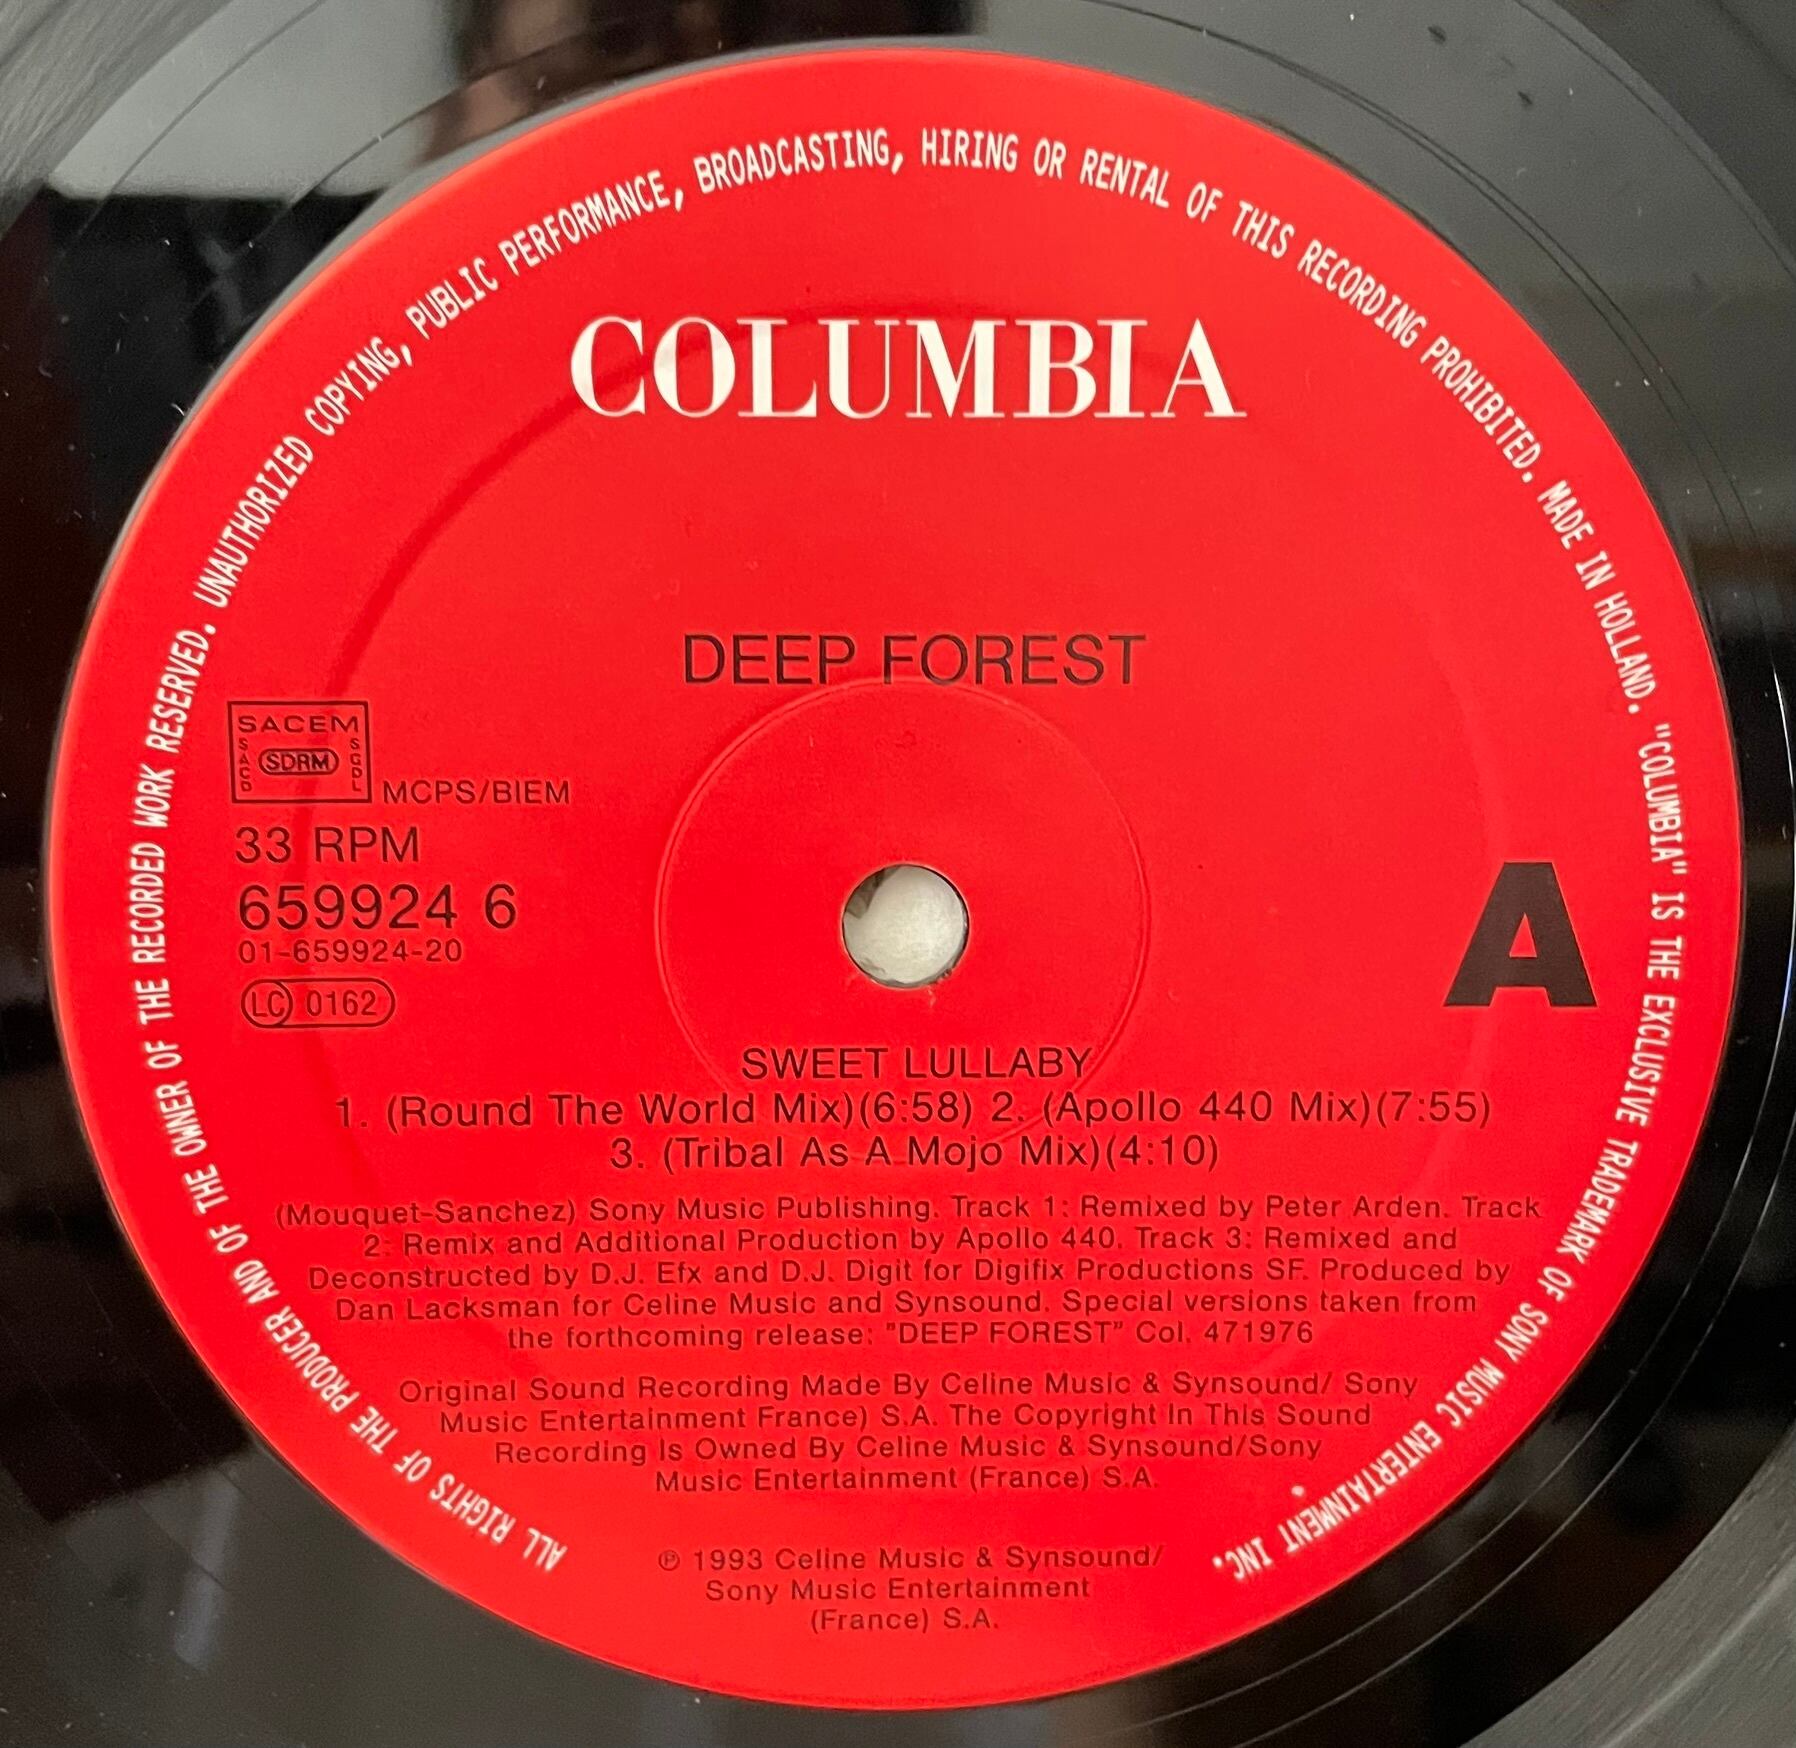 ALL RIGHTS OF THE PRODUCER AND OF THE OWNER OF THE RECORDED WORK RESERVED. UNAUTHORIZED COPYING, PUBLIC PERFORMANCE, BROADCASTING, HIRING OR RENTAL OF THIS RECORDING PROHIBITED. MADE IN HOLLAND. "COLUMBIA" IS THE EXCLUSIVE TRADEMARK OF SONY MUSIC ENTERTAINMENT INC.
COLUMBIA
DEEP FOREST
SACEM
SACD
SDRM
SGDL
MCPS/BIEM
33 RPM
659924 6
01-659924-20
LC 0162
A
SWEET LULLABY
1. (Round The World Mix)(6:58) 2. (Apollo 440 Mix)(7:55)
3. (Tribal As A Mojo Mix)(4:10)
(Mouquet-Sanchez) Sony Music Publishing. Track 1: Remixed by Peter Arden. Track
2: Remix and Additional Production by Apollo 440. Track 3: Remixed and
Deconstructed by D.J. Efx and D.J. Digit for Digifix Productions SF. Produced by
Dan Lacksman for Celine Music and Synsound. Special versions taken from
the forthcoming release: "DEEP FOREST" Col. 471976
Original Sound Recording Made By Celine Music & Synsound/ Sony
Music Entertainment France) S.A. The Copyright In This Sound
Recording Is Owned By Celine Music & Synsound/Sony
Music Entertainment (France) S.A.
℗ 1993 Celine Music & Synsound/
Sony Music Entertainment
(France) S.A.